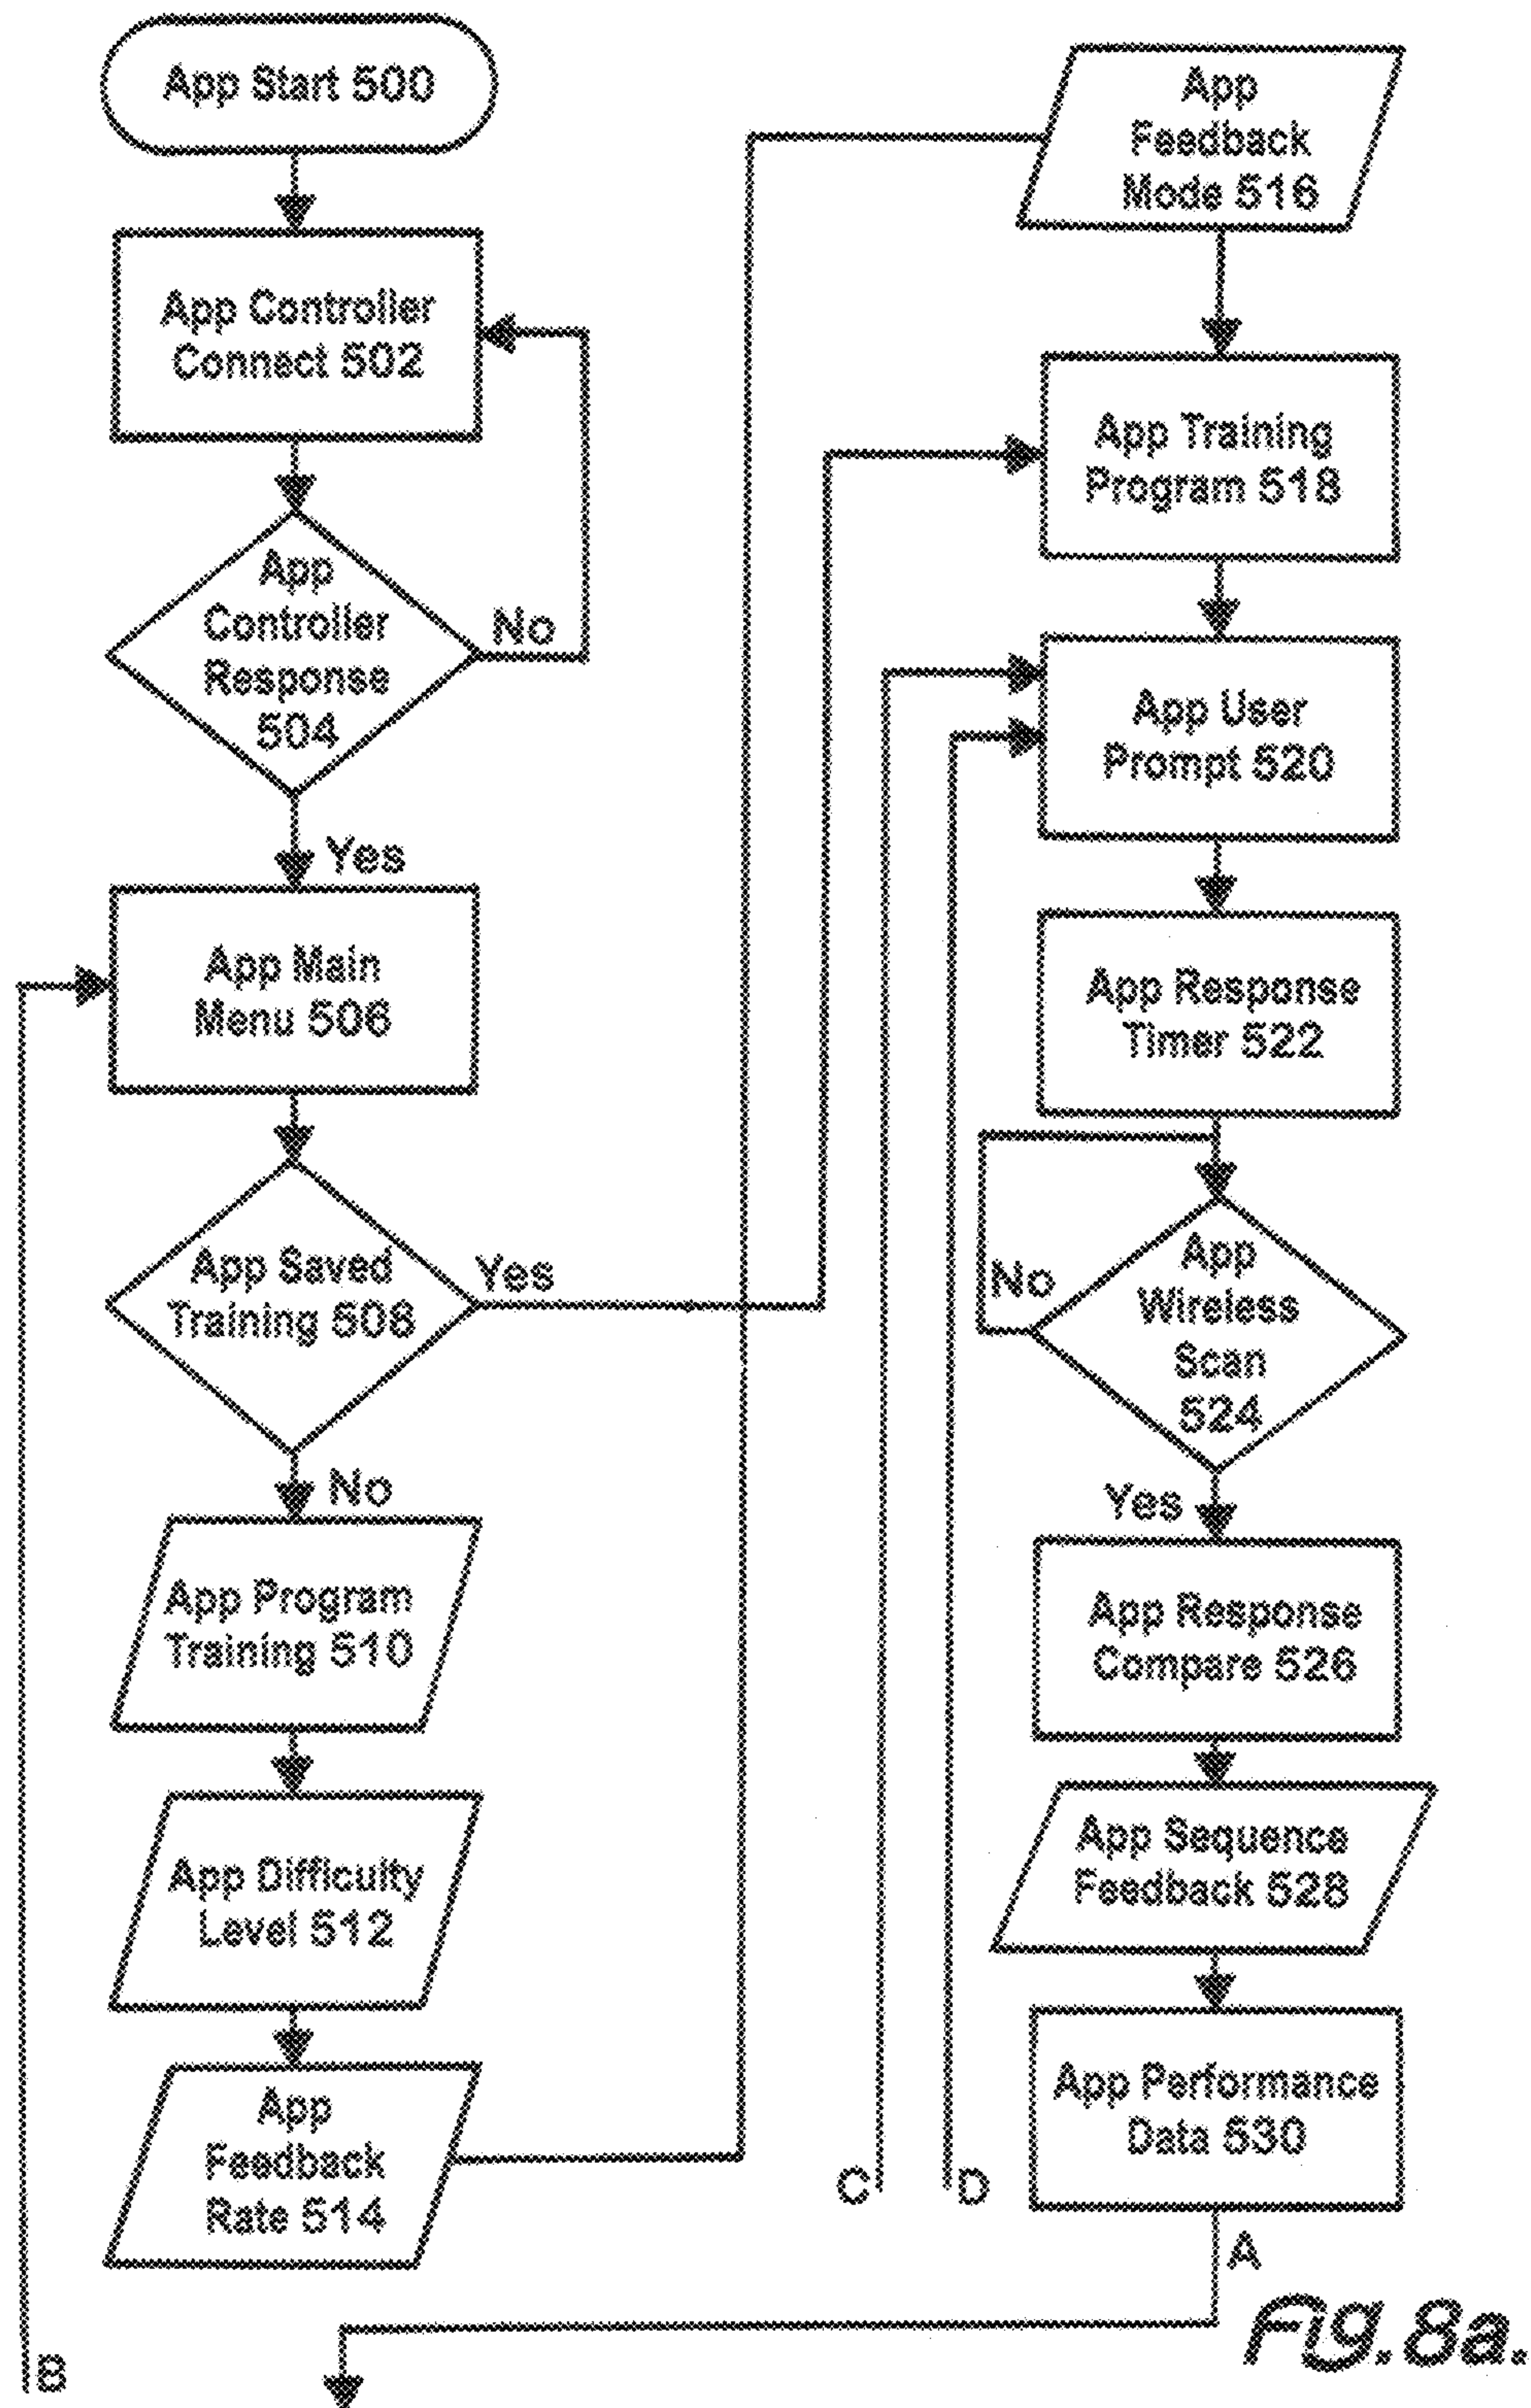 App Start 500
App Controller
Connect 502
App
Controller
Response
504
No
Yes
App Main
Menu 506
App Saved
Training 508
Yes
No
App Program
Training 510
App Difficulty
Level 512
App
Feedback
Rate 514
B
App
Feedback
Mode 516
App Training
Program 518
App User
Prompt 520
App Response
Timer 522
App
Wireless
Scan
524
No
Yes
App Response
Compare 526
App Sequence
Feedback 528
App Performance
Data 530
C
D
A
Fig.8a.